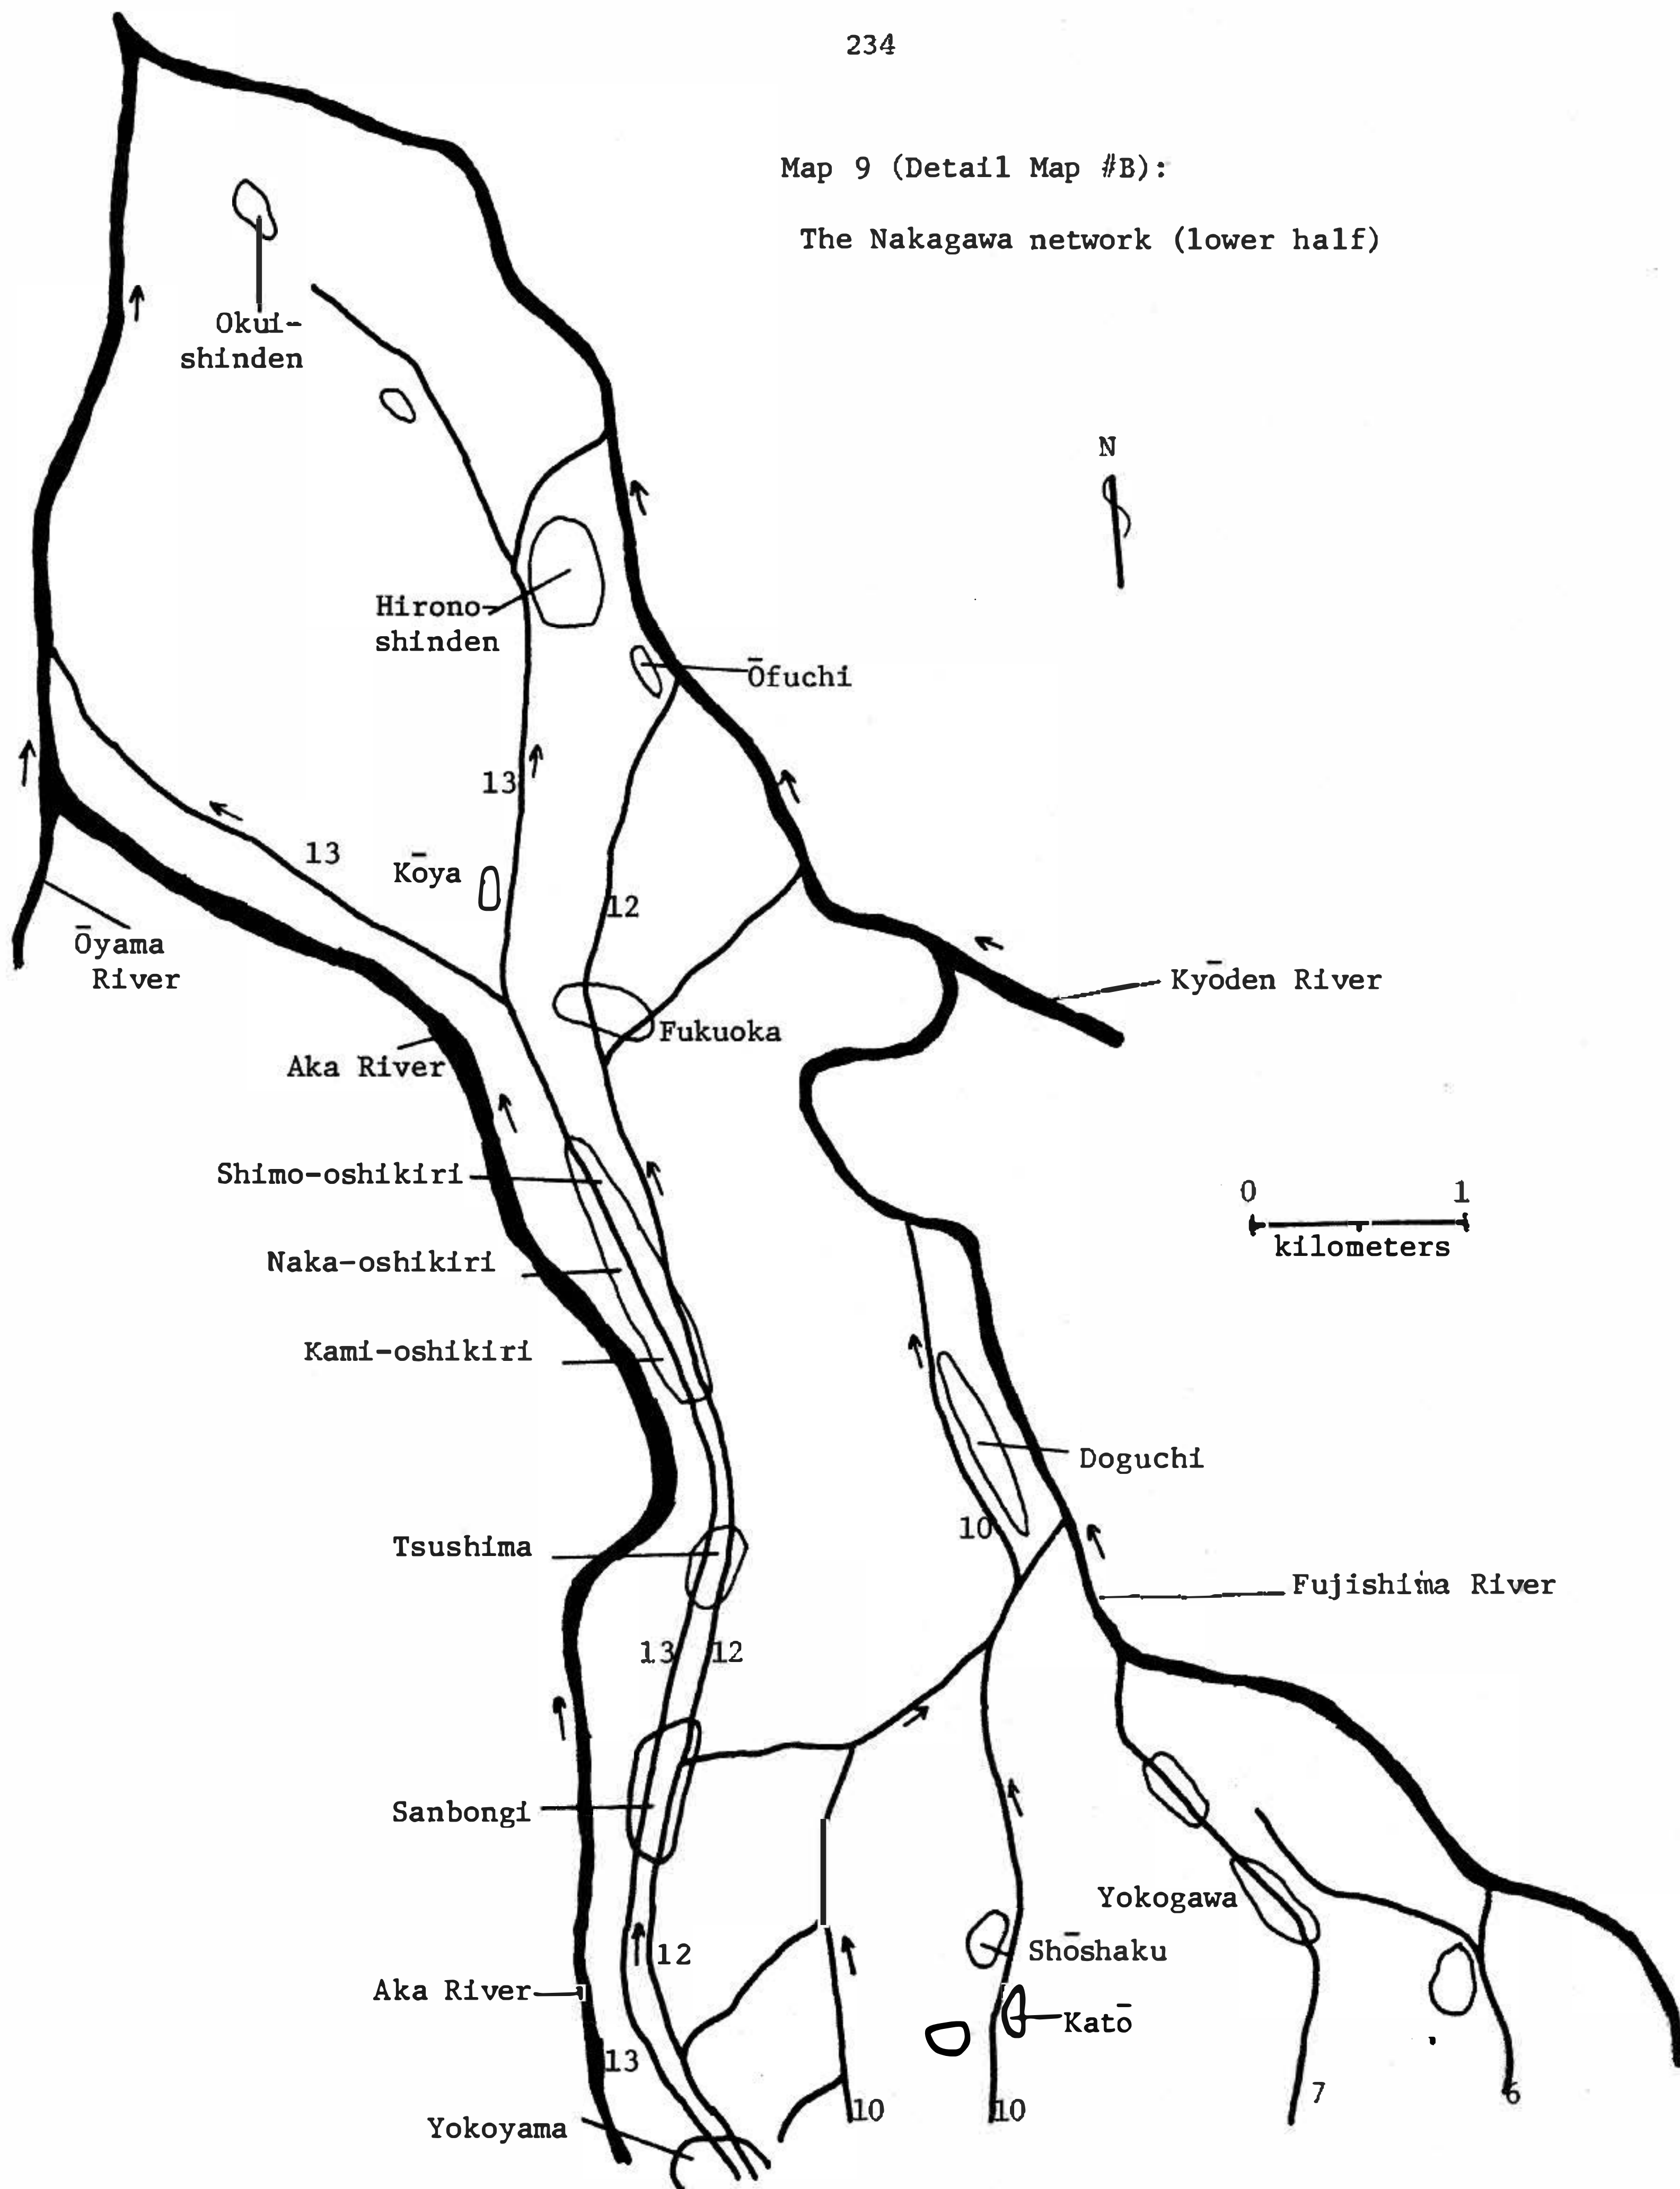 234
Map 9 (Detail Map #B):
The Nakagawa network (lower half)
Okui-
shinden
N
Hirono-
shinden
Ōfuchi
13
13
Kōya
12
Ōyama
River
Kyōden River
Fukuoka
Aka River
Shimo-oshikiri
0 1
kilometers
Naka-oshikiri
Kami-oshikiri
Doguchi
10
Tsushima
Fujishima River
13 12
Sanbongi
Yokogawa
Shōshaku
12
Aka River
Katō
13
7
6
10
10
Yokoyama